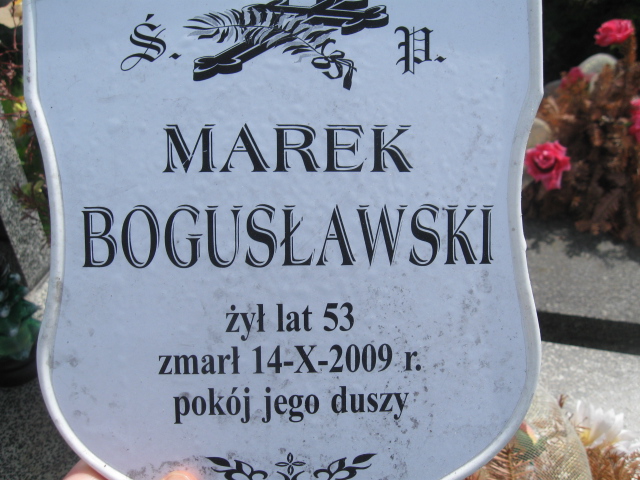 Ś. P.
MAREK
BOGUSŁAWSKI
żył lat 53
zmarł 14-X-2009 r.
pokój jego duszy